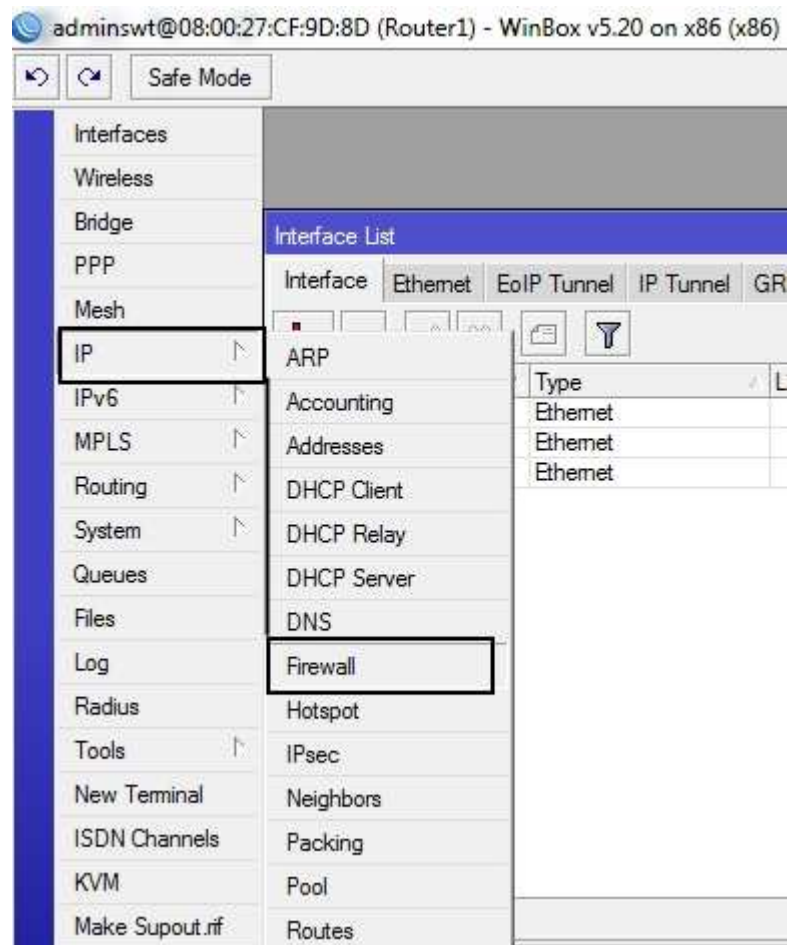 adminswt@08:00:27:CF:9D:8D (Router1) - WinBox v5.20 on x86 (x86)
Safe Mode
Interfaces
Wireless
Bridge
PPP
Mesh
IP
IPv6
MPLS
Routing
System
Queues
Files
Log
Radius
Tools
New Terminal
ISDN Channels
KVM
Make Supout.rif
Interface List
Interface Ethernet EoIP Tunnel IP Tunnel GR
ARP
Accounting
Addresses
DHCP Client
DHCP Relay
DHCP Server
DNS
Firewall
Hotspot
IPsec
Neighbors
Packing
Pool
Routes
Type L
Ethernet
Ethernet
Ethernet